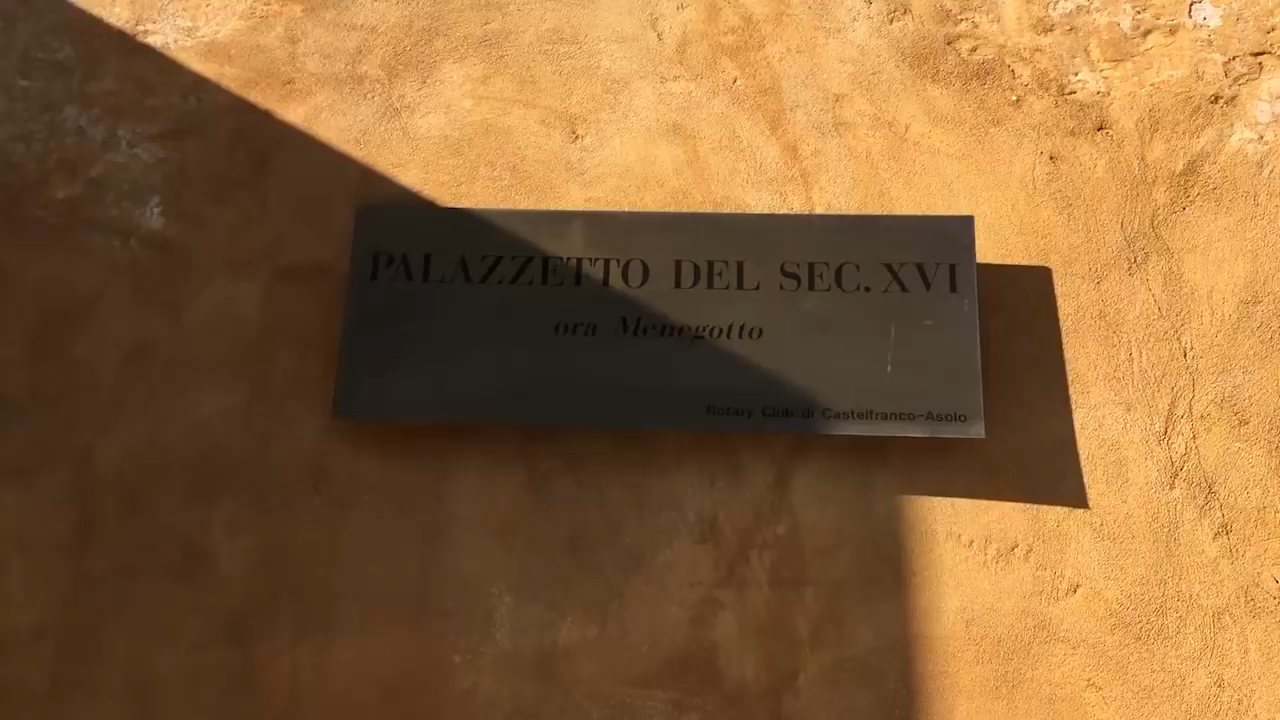 PALAZZETTO DEL SEC. XVI
ora Menegotto
Rotary Club di Castelfranco-Asolo